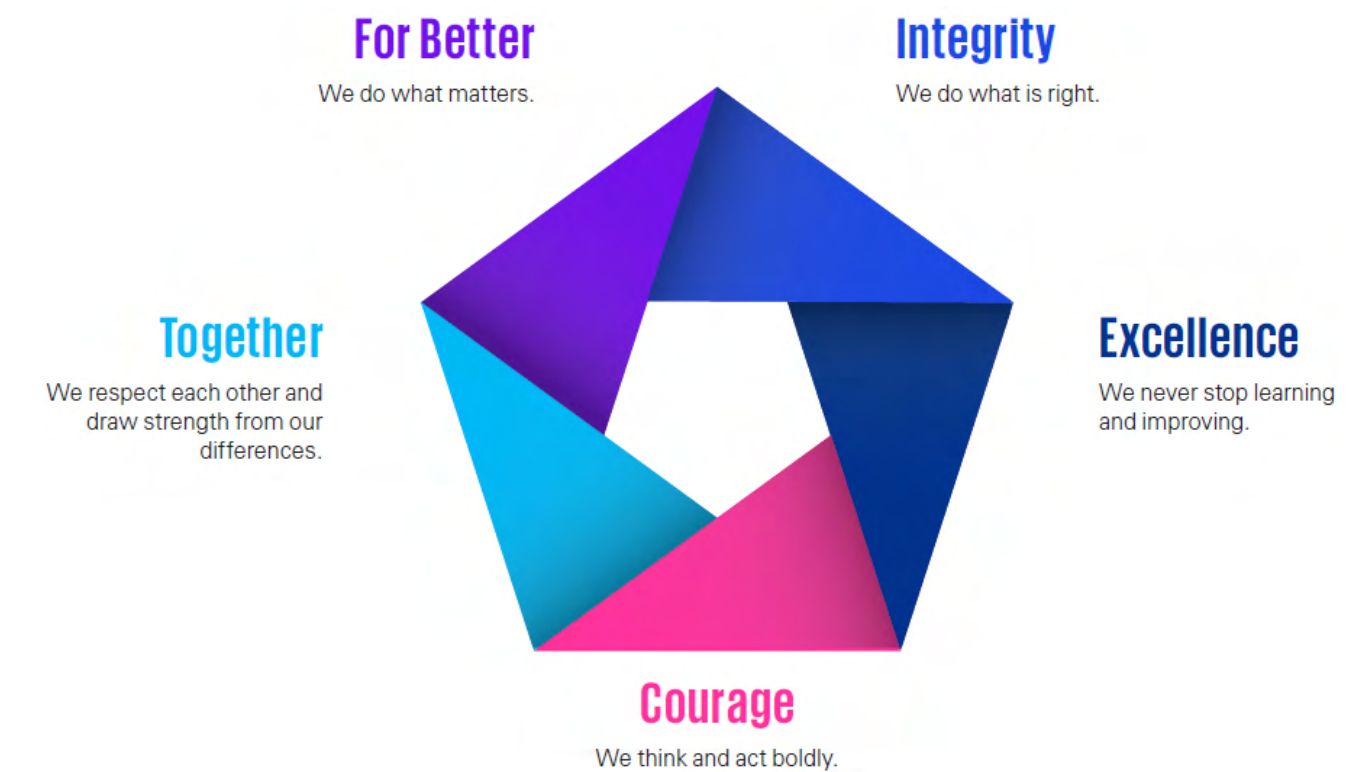 For Better
We do what matters.
Integrity
We do what is right.
Together
We respect each other and
draw strength from our
differences.
Excellence
We never stop learning
and improving.
Courage
We think and act boldly.